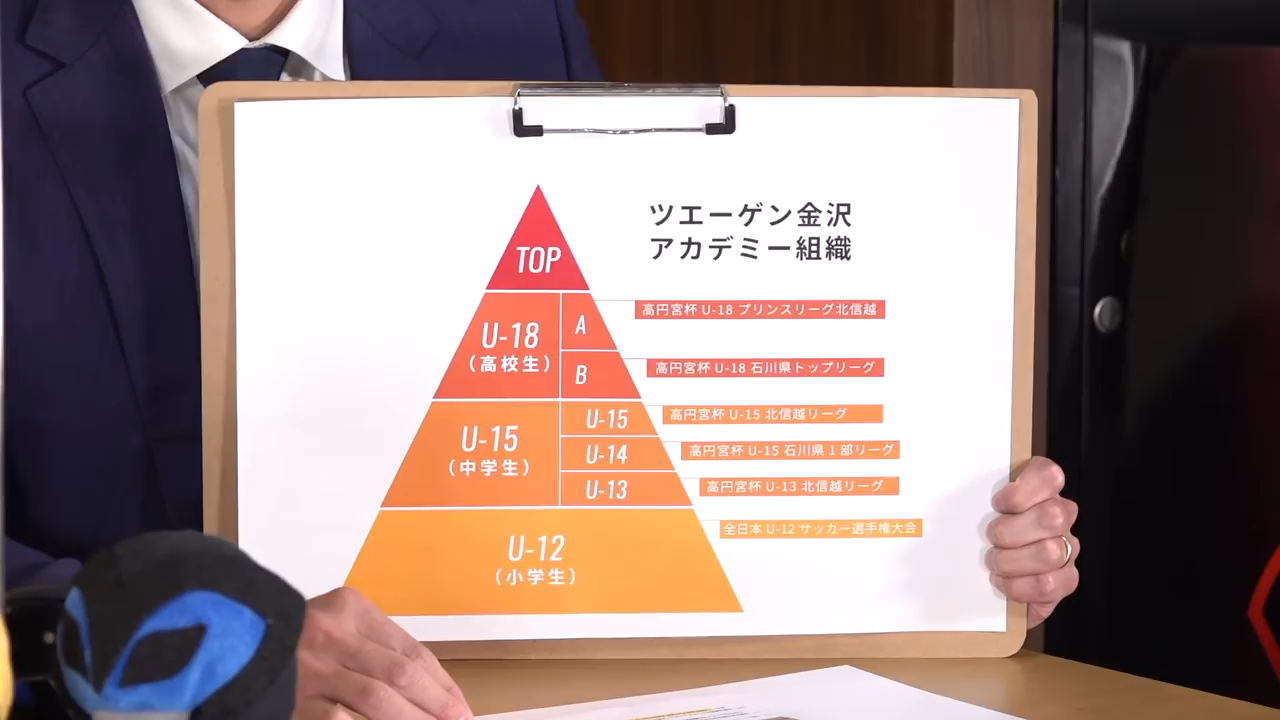 ツエーゲン金沢
アカデミー組織
TOP
U-18
(高校生)
A
高円宮杯 U-18 プリンスリーグ北信越
B
高円宮杯 U-18 石川県トップリーグ
U-15
(中学生)
U-15
高円宮杯 U-15 北信越リーグ
U-14
高円宮杯 U-15 石川県 1 部リーグ
U-13
高円宮杯 U-13 北信越リーグ
U-12
(小学生)
全日本 U-12 サッカー選手権大会